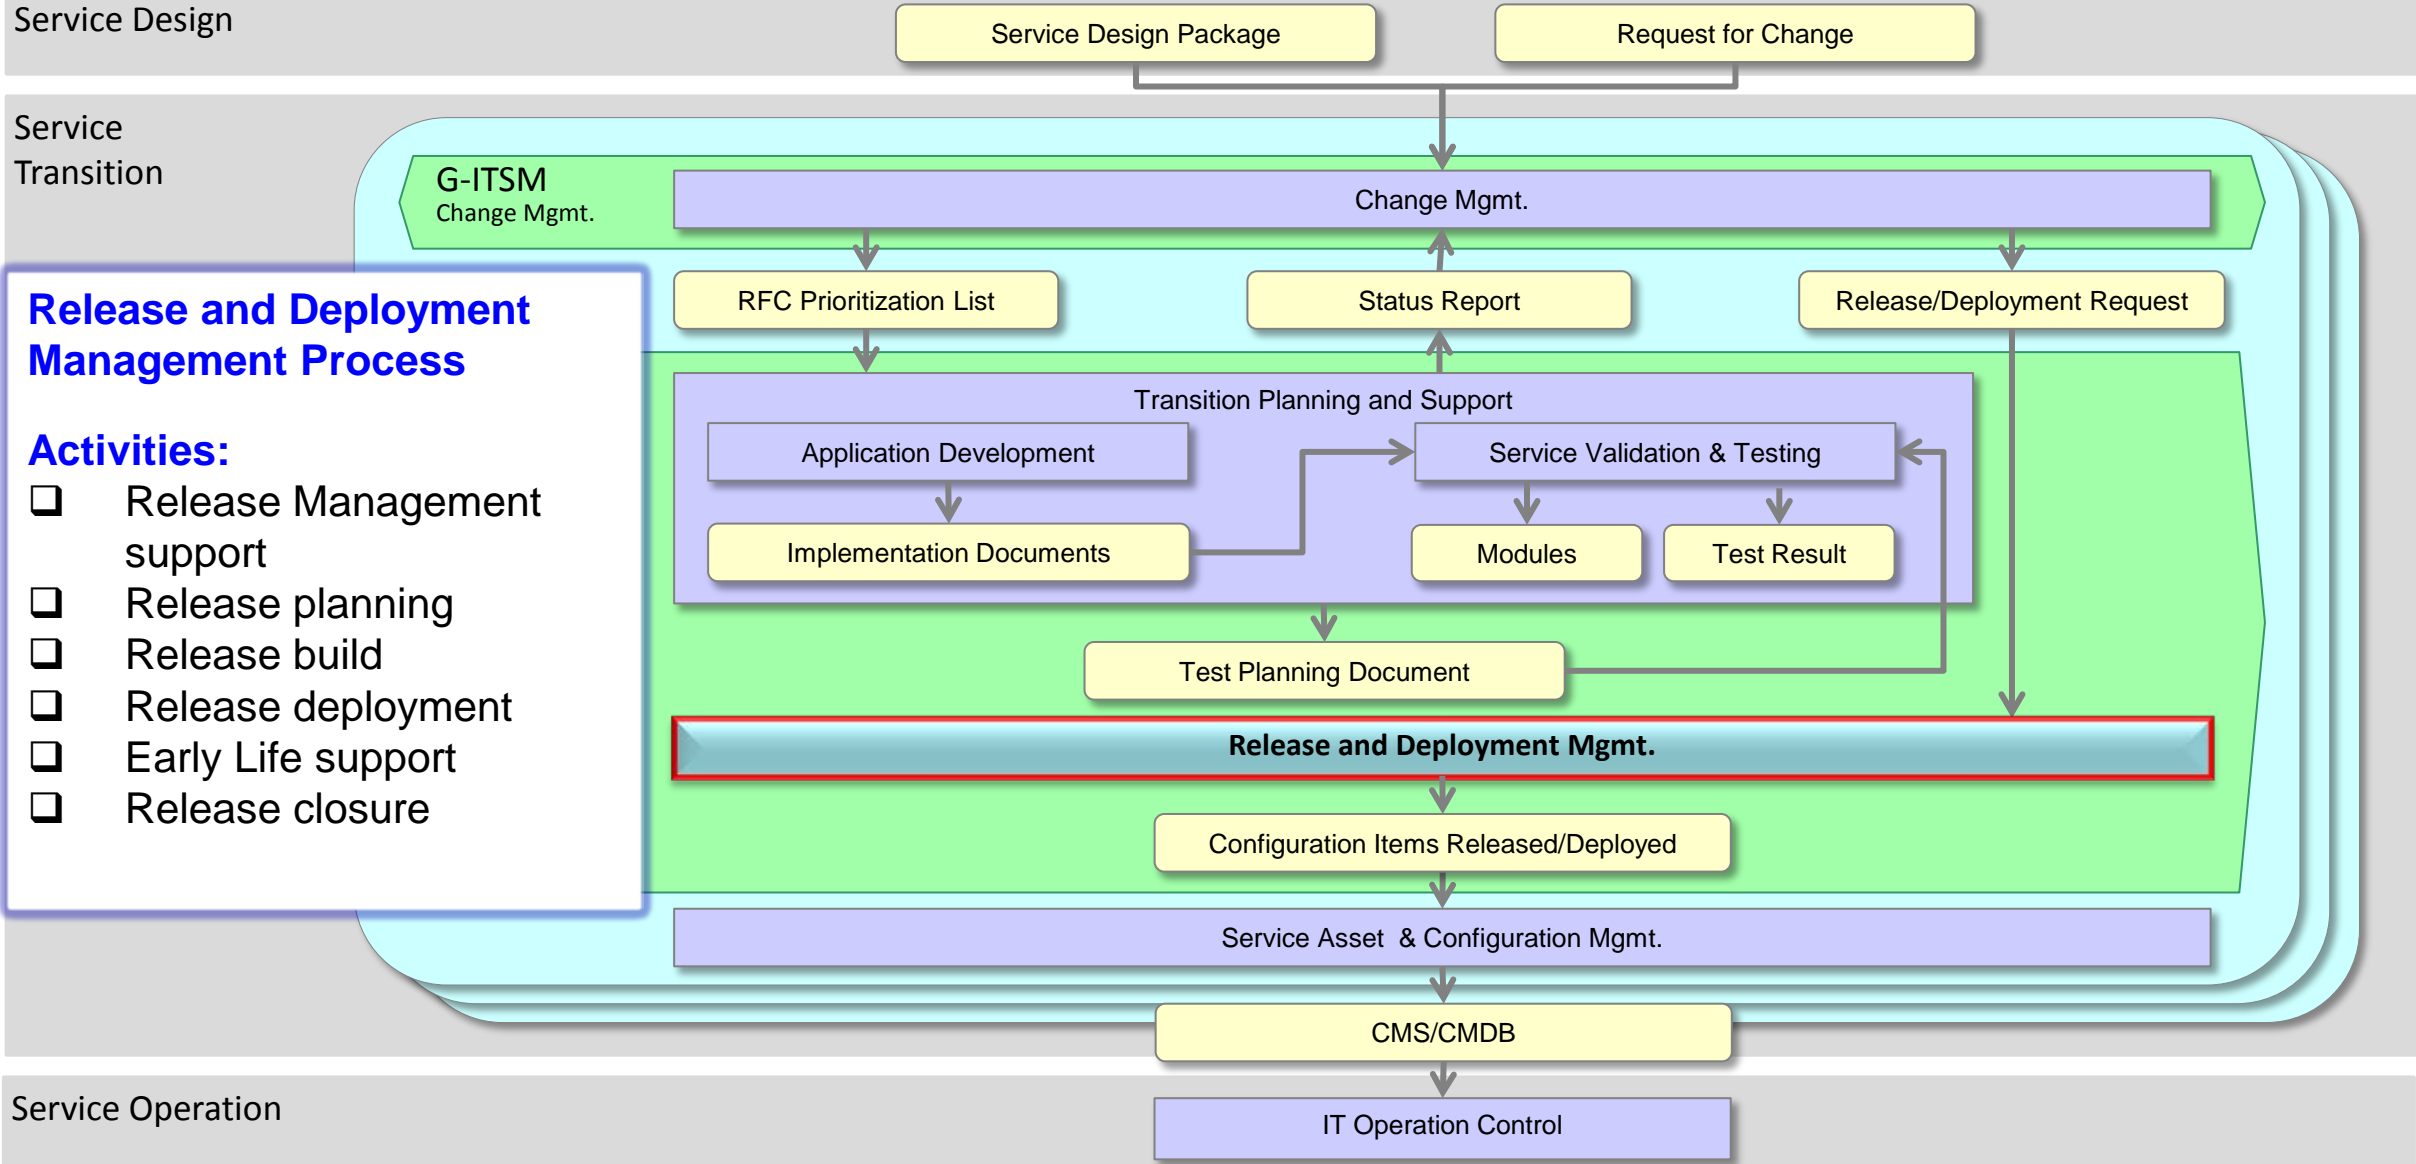 Service Design
Service Design Package
Request for Change
Service
Transition
G-ITSM
Change Mgmt.
Change Mgmt.
RFC Prioritization List
Status Report
Release/Deployment Request
Release and Deployment
Management Process
Activities:
Release Management
support
Release planning
Release build
Release deployment
Early Life support
Release closure
Transition Planning and Support
Application Development
Service Validation & Testing
Implementation Documents
Modules
Test Result
Test Planning Document
Release and Deployment Mgmt.
Configuration Items Released/Deployed
Service Asset & Configuration Mgmt.
CMS/CMDB
Service Operation
IT Operation Control